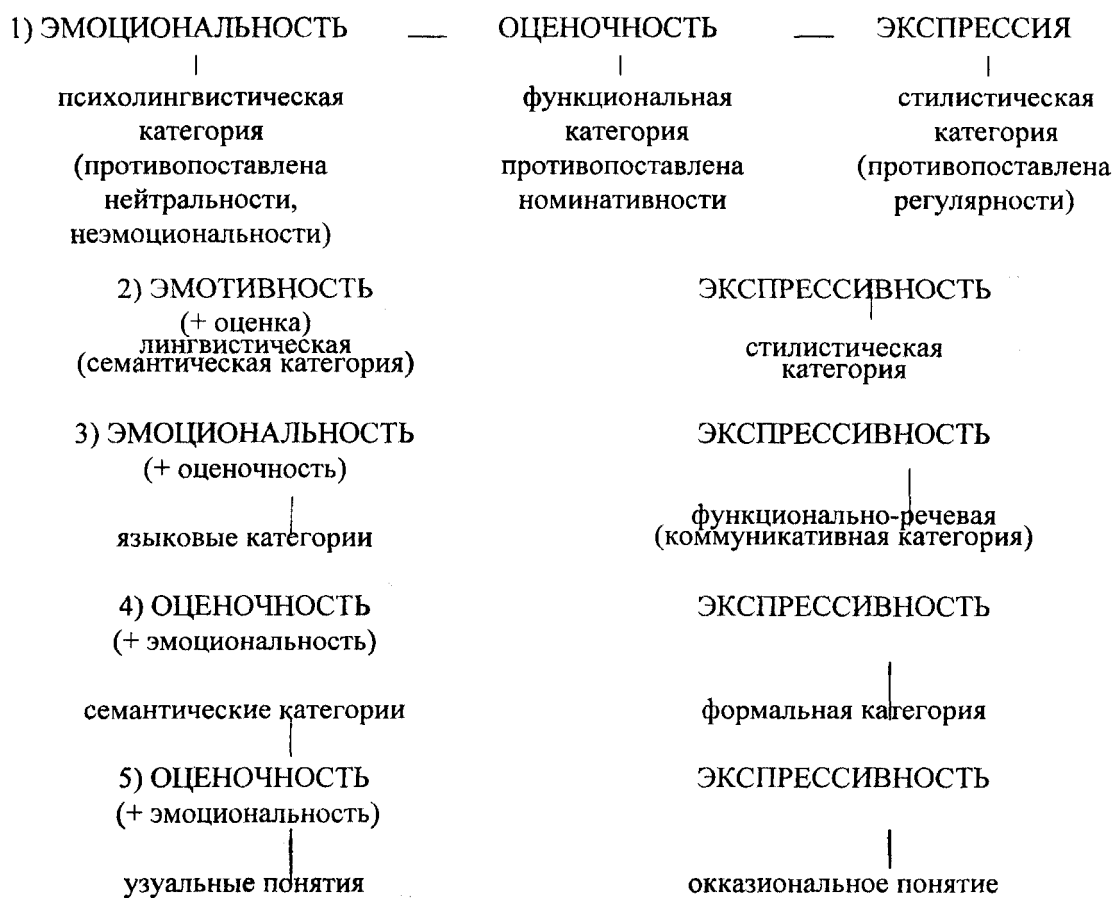 1) ЭМОЦИОНАЛЬНОСТЬ — ОЦЕНОЧНОСТЬ — ЭКСПРЕССИЯ
психолингвистическая функциональная стилистическая
категория категория категория
(противопоставлена противопоставлена (противопоставлена
нейтральности, номинативности регулярности)
неэмоциональности)
2) ЭМОТИВНОСТЬ ЭКСПРЕССИВНОСТЬ
(+ оценка)
лингвистическая стилистическая
(семантическая категория) категория
3) ЭМОЦИОНАЛЬНОСТЬ ЭКСПРЕССИВНОСТЬ
(+ оценочность)
языковые категории функционально-речевая
(коммуникативная категория)
4) ОЦЕНОЧНОСТЬ ЭКСПРЕССИВНОСТЬ
(+ эмоциональность)
семантические категории формальная категория
5) ОЦЕНОЧНОСТЬ ЭКСПРЕССИВНОСТЬ
(+ эмоциональность)
узуальные понятия окказиональное понятие